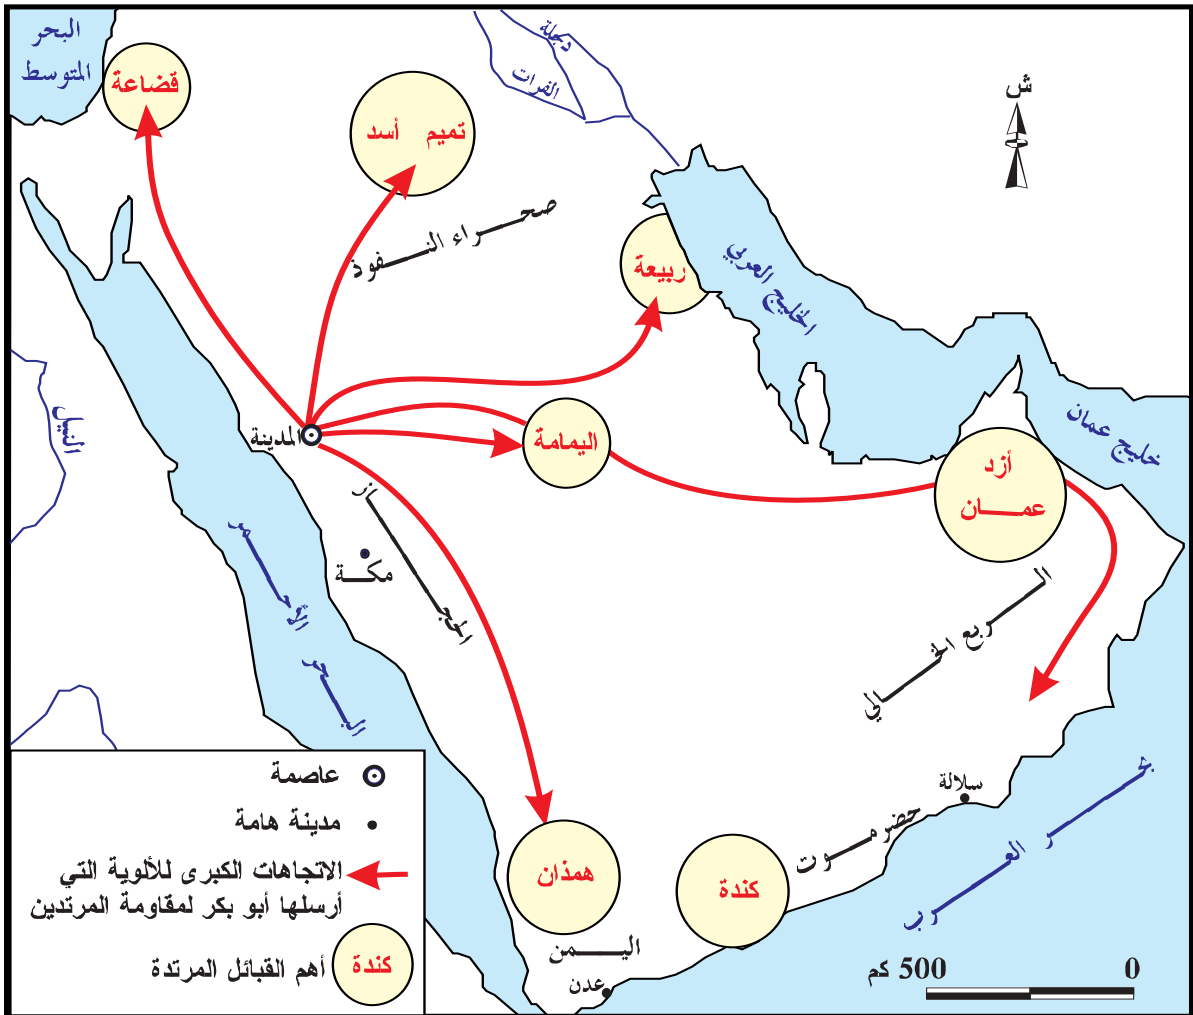 البحر
المتوسط
قضاعة
تميم أسد
دجلة
الفرات
ش
صحراء النفوذ
ربيعة
الخليج العربي
خليج عمان
النيل
المدينة
اليمامة
أزد
عمان
الحجاز
مكة
البحر الأحمر
الربع الخالي
سلالة
حضرموت
بحر العرب
همذان
كندة
اليمن
عدن
عاصمة
مدينة هامة
الاتجاهات الكبرى للألوية التي
أرسلها أبو بكر لمقاومة المرتدين
كندة
أهم القبائل المرتدة
0 500 كم